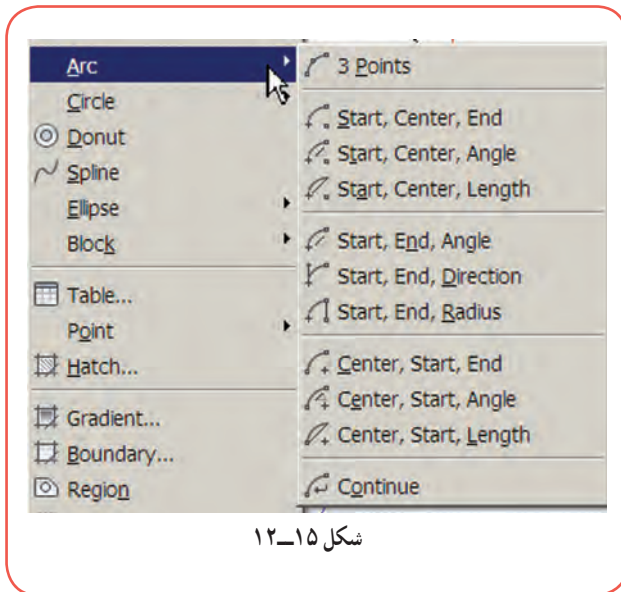 Arc
Circle
Donut
Spline
Ellipse
Block
Table...
Point
Hatch...
Gradient...
Boundary...
Region
3 Points
Start, Center, End
Start, Center, Angle
Start, Center, Length
Start, End, Angle
Start, End, Direction
Start, End, Radius
Center, Start, End
Center, Start, Angle
Center, Start, Length
Continue
شکل ۱۵ــ۱۲